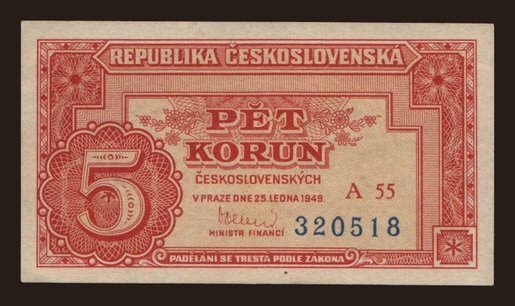 REPUBLIKA ČESKOSLOVENSKÁ
PĚT
KORUN
ČESKOSLOVENSKÝCH
V PRAZE DNE 25. LEDNA 1949.
A 55
320518
MINISTR FINANCÍ
5
PADĚLÁNÍ SE TRESTÁ PODLE ZÁKONA